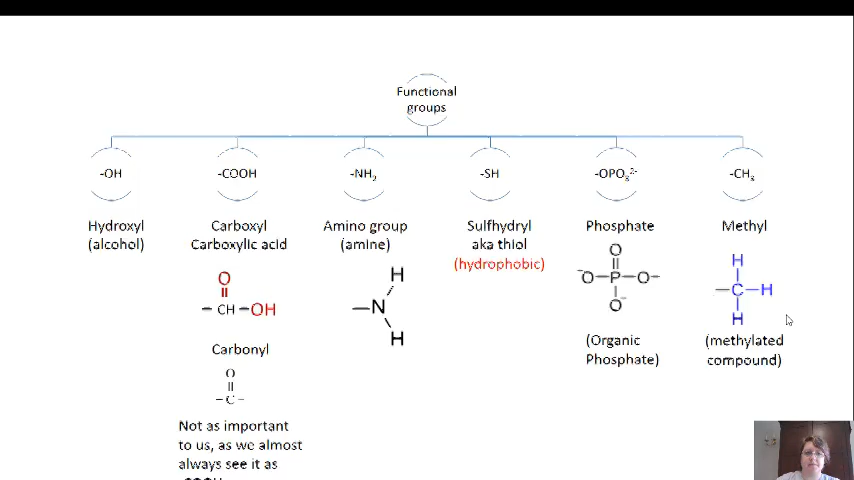 Functional
groups
-OH
-COOH
-NH₂
-SH
-OPO₃²⁻
-CH₃
Hydroxyl
(alcohol)
Carboxyl
Carboxylic acid
Amino group
(amine)
Sulfhydryl
aka thiol
(hydrophobic)
Phosphate
Methyl
O
CH OH
H
N
H
O
⁻O P O⁻
O⁻
H
C H
H
Carbonyl
O
C
(Organic
Phosphate)
(methylated
compound)
Not as important
to us, as we almost
always see it as
-COOH